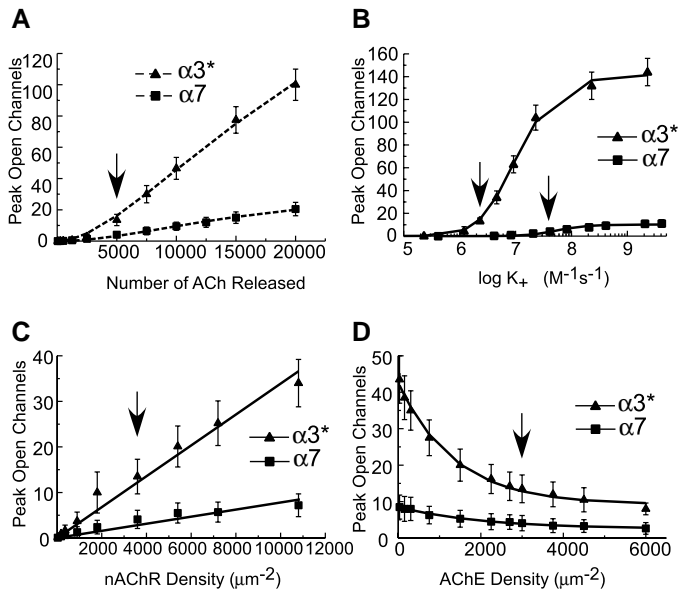 A
Peak Open Channels
120
100
80
60
40
20
0
α3*
α7
5000 10000 15000 20000
Number of ACh Released
B
Peak Open Channels
160
140
120
100
80
60
40
20
0
α3*
α7
5 6 7 8 9
log K+ (M-1s-1)
C
Peak Open Channels
40
30
20
10
0
α3*
α7
2000 4000 6000 8000 10000 12000
nAChR Density (μm-2)
D
Peak Open Channels
50
40
30
20
10
0
α3*
α7
0 2000 4000 6000
AChE Density (μm-2)